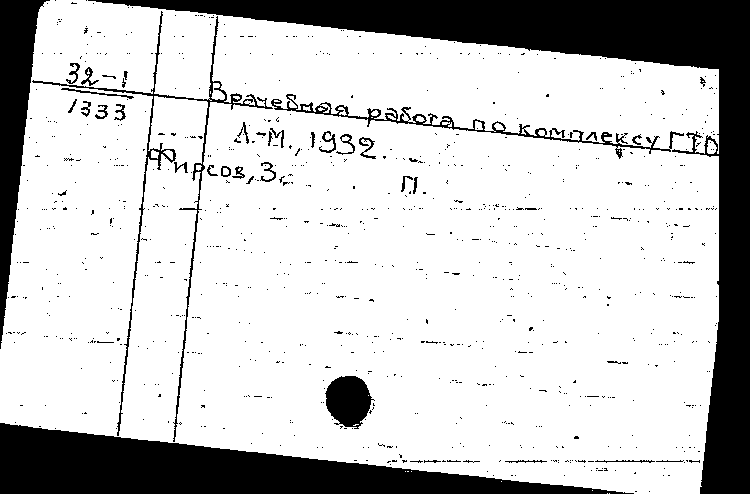 32-1
1333
Врачебная работа по комплексу ГТО
Л.-М., 1932.
Фирсов, З.
П.